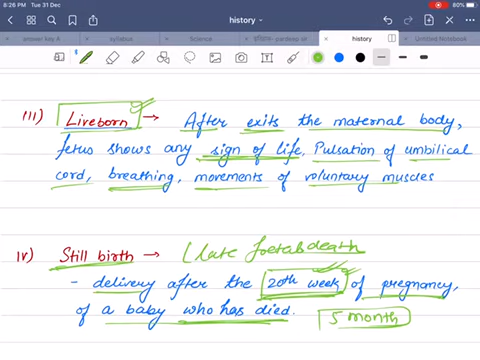 8:26 PM Tue 31 Dec
80%
history
answer key A
syllabus
Science
history
Untitled Notebook
iii) Liveborn → After exits the maternal body,
fetus shows any sign of life, Pulsation of umbilical
cord, breathing, movements of voluntary muscles
iv) Still birth → (late foetab death
- delivery after the 20th week of pregnancy,
of a baby who has died.
5 month